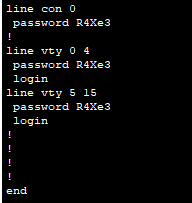 line con 0
 password R4Xe3
!
line vty 0 4
 password R4Xe3
 login
line vty 5 15
 password R4Xe3
 login
!
!
!
!
end